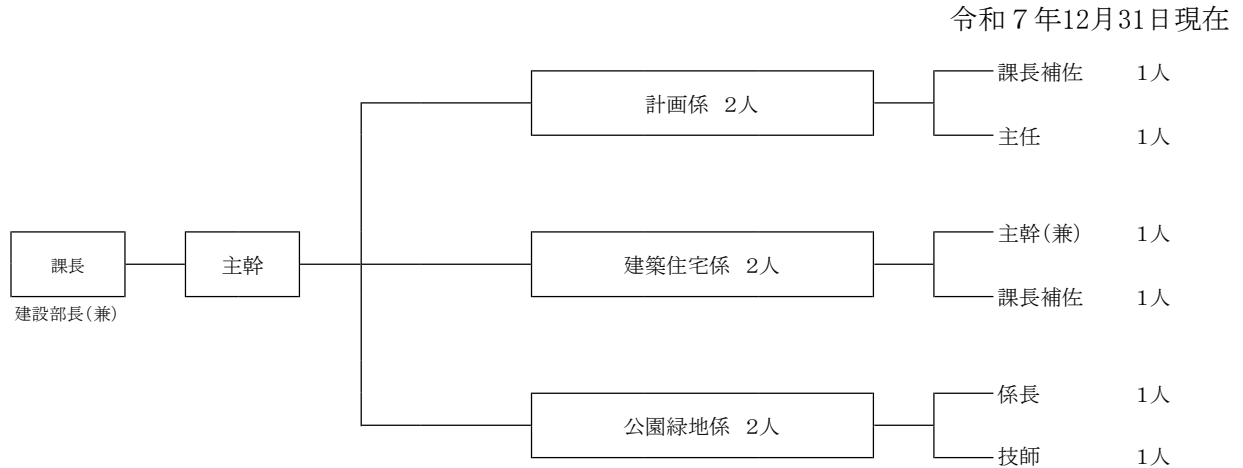 令和７年12月31日現在
課長
建設部長（兼）
主幹
計画係 2人
課長補佐 1人
主任 1人
建築住宅係 2人
主幹（兼） 1人
課長補佐 1人
公園緑地係 2人
係長 1人
技師 1人